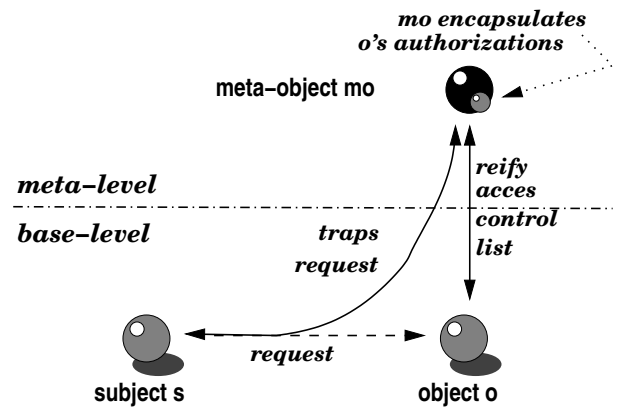 mo encapsulates
o's authorizations
meta-object mo
reify
acces
meta-level
control
base-level
traps
list
request
request
subject s
object o